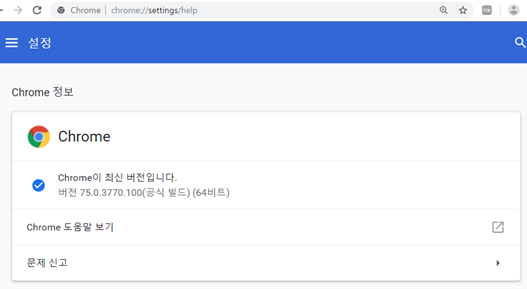 Chrome | chrome://settings/help
설정
Chrome 정보
Chrome
Chrome이 최신 버전입니다.
버전 75.0.3770.100(공식 빌드) (64비트)
Chrome 도움말 보기
문제 신고